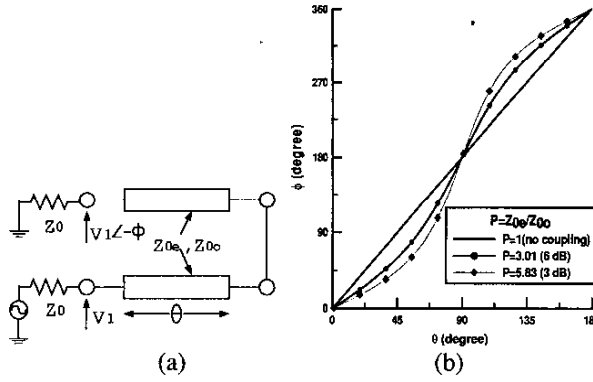 Z0
V1∠-ϕ
Z0e, Z0o
Z0
V1
θ
(a)
360
270
180
90
0
ϕ (degree)
P=Z0e/Z0o
P=1(no coupling)
P=3.01 (6 dB)
P=5.83 (3 dB)
0
45
90
135
18
θ (degree)
(b)